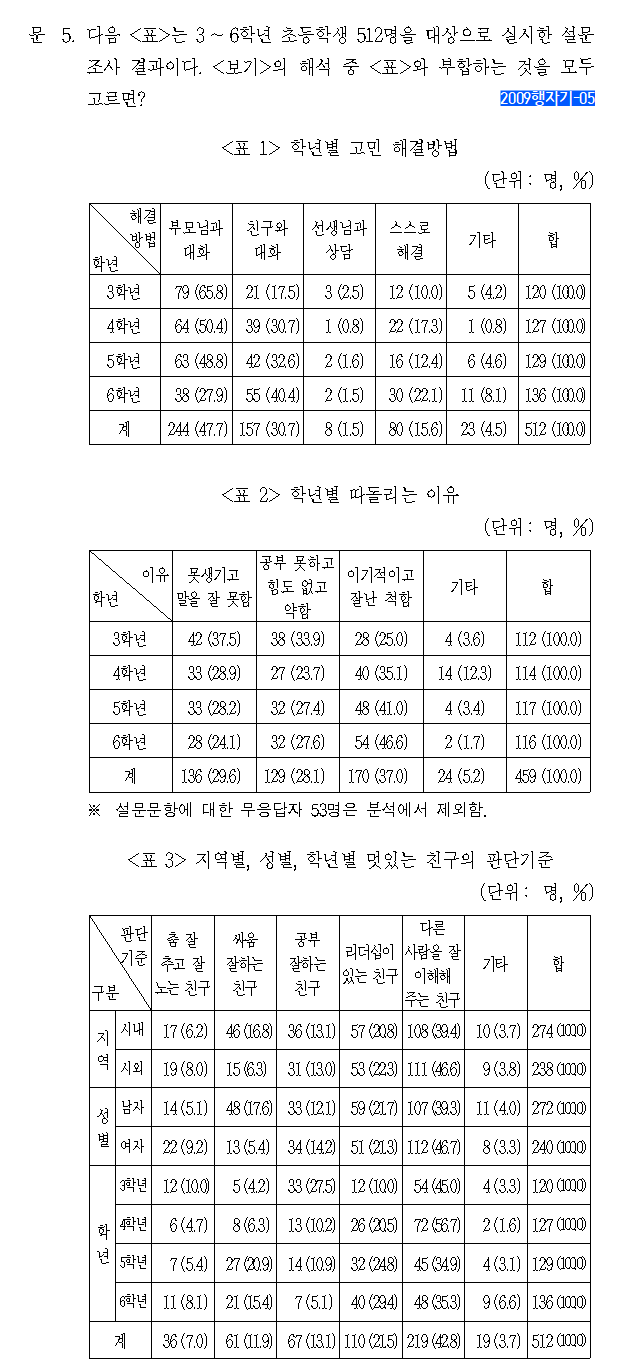 문 5. 다음 <표>는 3 ~ 6학년 초등학생 512명을 대상으로 실시한 설문
조사 결과이다. <보기>의 해석 중 <표>와 부합하는 것을 모두
고르면?
2009행자기-05
<표 1> 학년별 고민 해결방법
(단위 : 명, %)
해결
방법
학년
부모님과
대화
친구와
대화
선생님과
상담
스스로
해결
기타
합
3학년 79 (65.8) 21 (17.5) 3 (2.5) 12 (10.0) 5 (4.2) 120 (100.0)
4학년 64 (50.4) 39 (30.7) 1 (0.8) 22 (17.3) 1 (0.8) 127 (100.0)
5학년 63 (48.8) 42 (32.6) 2 (1.6) 16 (12.4) 6 (4.6) 129 (100.0)
6학년 38 (27.9) 55 (40.4) 2 (1.5) 30 (22.1) 11 (8.1) 136 (100.0)
계 244 (47.7) 157 (30.7) 8 (1.5) 80 (15.6) 23 (4.5) 512 (100.0)
<표 2> 학년별 따돌리는 이유
(단위 : 명, %)
이유
학년
못생기고
말을 잘 못함
공부 못하고
힘도 없고
약함
이기적이고
잘난 척함
기타
합
3학년 42 (37.5) 38 (33.9) 28 (25.0) 4 (3.6) 112 (100.0)
4학년 33 (28.9) 27 (23.7) 40 (35.1) 14 (12.3) 114 (100.0)
5학년 33 (28.2) 32 (27.4) 48 (41.0) 4 (3.4) 117 (100.0)
6학년 28 (24.1) 32 (27.6) 54 (46.6) 2 (1.7) 116 (100.0)
계 136 (29.6) 129 (28.1) 170 (37.0) 24 (5.2) 459 (100.0)
※ 설문문항에 대한 무응답자 53명은 분석에서 제외함.
<표 3> 지역별, 성별, 학년별 멋있는 친구의 판단기준
(단위 : 명, %)
판단
기준
구분
춤 잘
추고 잘
노는 친구
싸움
잘하는
친구
공부
잘하는
친구
리더십이
있는 친구
다른
사람을 잘
이해해
주는 친구
기타
합
지역
시내 17 (6.2) 46 (16.8) 36 (13.1) 57 (20.8) 108 (39.4) 10 (3.7) 274 (100.0)
시외 19 (8.0) 15 (6.3) 31 (13.0) 53 (22.3) 111 (46.6) 9 (3.8) 238 (100.0)
성별
남자 14 (5.1) 48 (17.6) 33 (12.1) 59 (21.7) 107 (39.3) 11 (4.0) 272 (100.0)
여자 22 (9.2) 13 (5.4) 34 (14.2) 51 (21.3) 112 (46.7) 8 (3.3) 240 (100.0)
학년
3학년 12 (10.0) 5 (4.2) 33 (27.5) 12 (10.0) 54 (45.0) 4 (3.3) 120 (100.0)
4학년 6 (4.7) 8 (6.3) 13 (10.2) 26 (20.5) 72 (56.7) 2 (1.6) 127 (100.0)
5학년 7 (5.4) 27 (20.9) 14 (10.9) 32 (24.8) 45 (34.9) 4 (3.1) 129 (100.0)
6학년 11 (8.1) 21 (15.4) 7 (5.1) 40 (29.4) 48 (35.3) 9 (6.6) 136 (100.0)
계 36 (7.0) 61 (11.9) 67 (13.1) 110 (21.5) 219 (42.8) 19 (3.7) 512 (100.0)